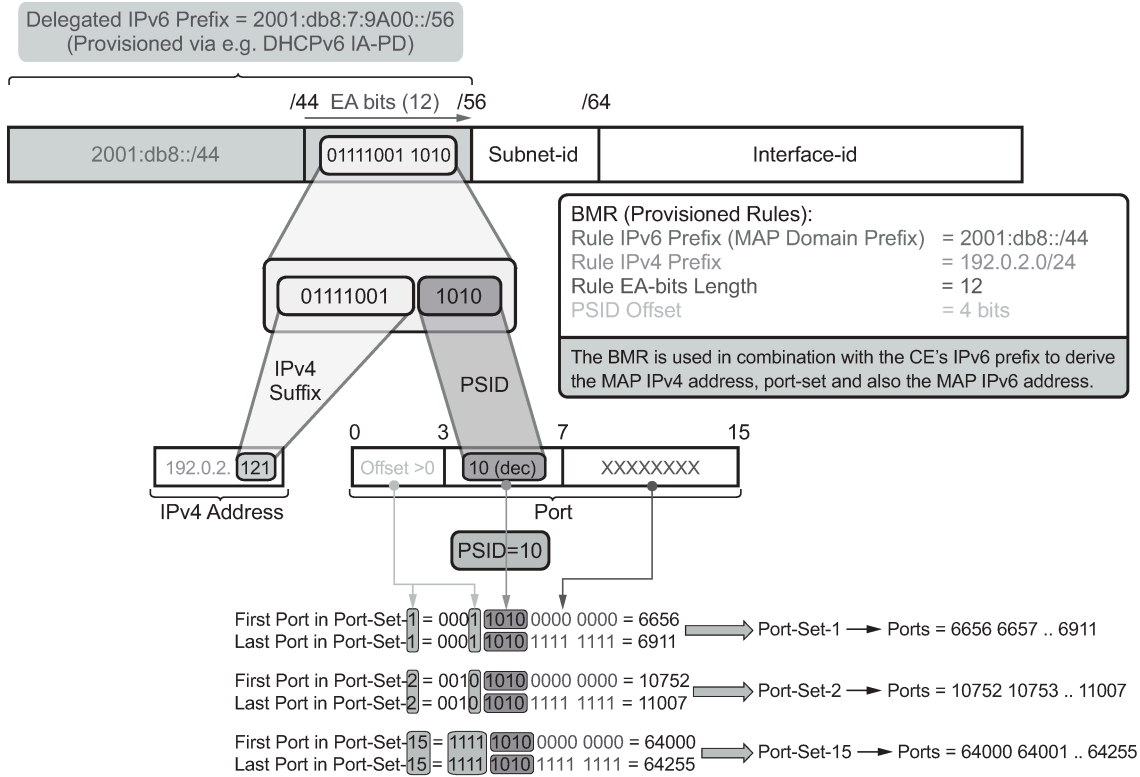 Delegated IPv6 Prefix = 2001:db8:7:9A00::/56
(Provisioned via e.g. DHCPv6 IA-PD)
/44 EA bits (12) /56 /64
2001:db8::/44 01111001 1010 Subnet-id Interface-id
BMR (Provisioned Rules):
Rule IPv6 Prefix (MAP Domain Prefix) = 2001:db8::/44
Rule IPv4 Prefix = 192.0.2.0/24
Rule EA-bits Length = 12
PSID Offset = 4 bits
The BMR is used in combination with the CE's IPv6 prefix to derive
the MAP IPv4 address, port-set and also the MAP IPv6 address.
01111001 1010
IPv4
Suffix
PSID
0 3 7 15
192.0.2. 121 Offset >0 10 (dec) XXXXXXXX
IPv4 Address Port
PSID=10
First Port in Port-Set-1 = 0001 1010 0000 0000 = 6656
Last Port in Port-Set-1 = 0001 1010 1111 1111 = 6911
Port-Set-1 Ports = 6656 6657 .. 6911
First Port in Port-Set-2 = 0010 1010 0000 0000 = 10752
Last Port in Port-Set-2 = 0010 1010 1111 1111 = 11007
Port-Set-2 Ports = 10752 10753 .. 11007
First Port in Port-Set-15 = 1111 1010 0000 0000 = 64000
Last Port in Port-Set-15 = 1111 1010 1111 1111 = 64255
Port-Set-15 Ports = 64000 64001 .. 64255